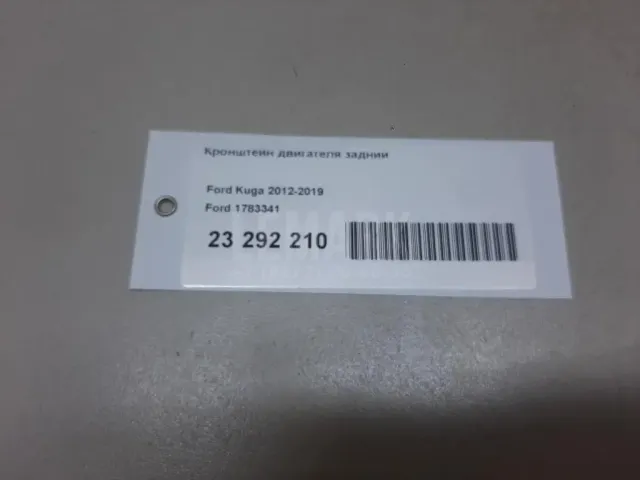 Кронштейн двигателя задний
Ford Kuga 2012-2019
Ford 1783341
23 292 210